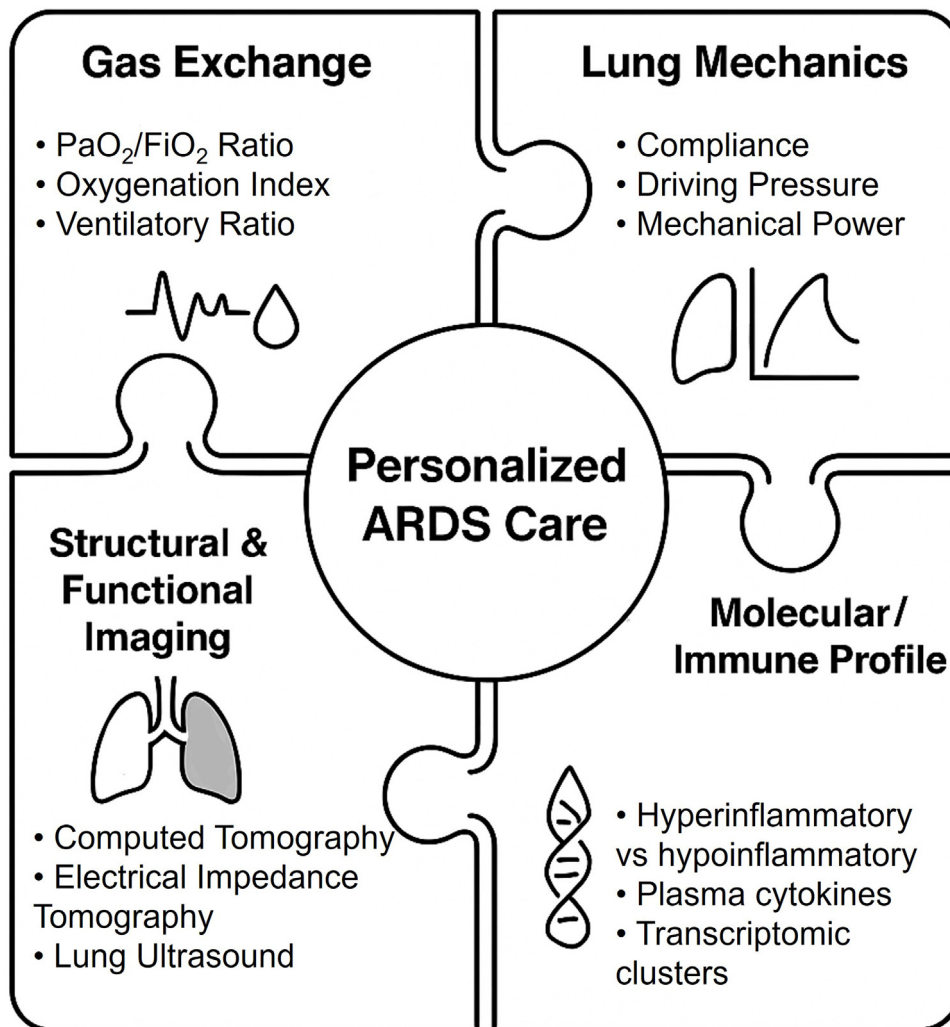 Gas Exchange
• PaO₂/FiO₂ Ratio
• Oxygenation Index
• Ventilatory Ratio
Lung Mechanics
• Compliance
• Driving Pressure
• Mechanical Power
Personalized
ARDS Care
Structural &
Functional
Imaging
• Computed Tomography
• Electrical Impedance
Tomography
• Lung Ultrasound
Molecular/
Immune Profile
• Hyperinflammatory
vs hypoinflammatory
• Plasma cytokines
• Transcriptomic
clusters